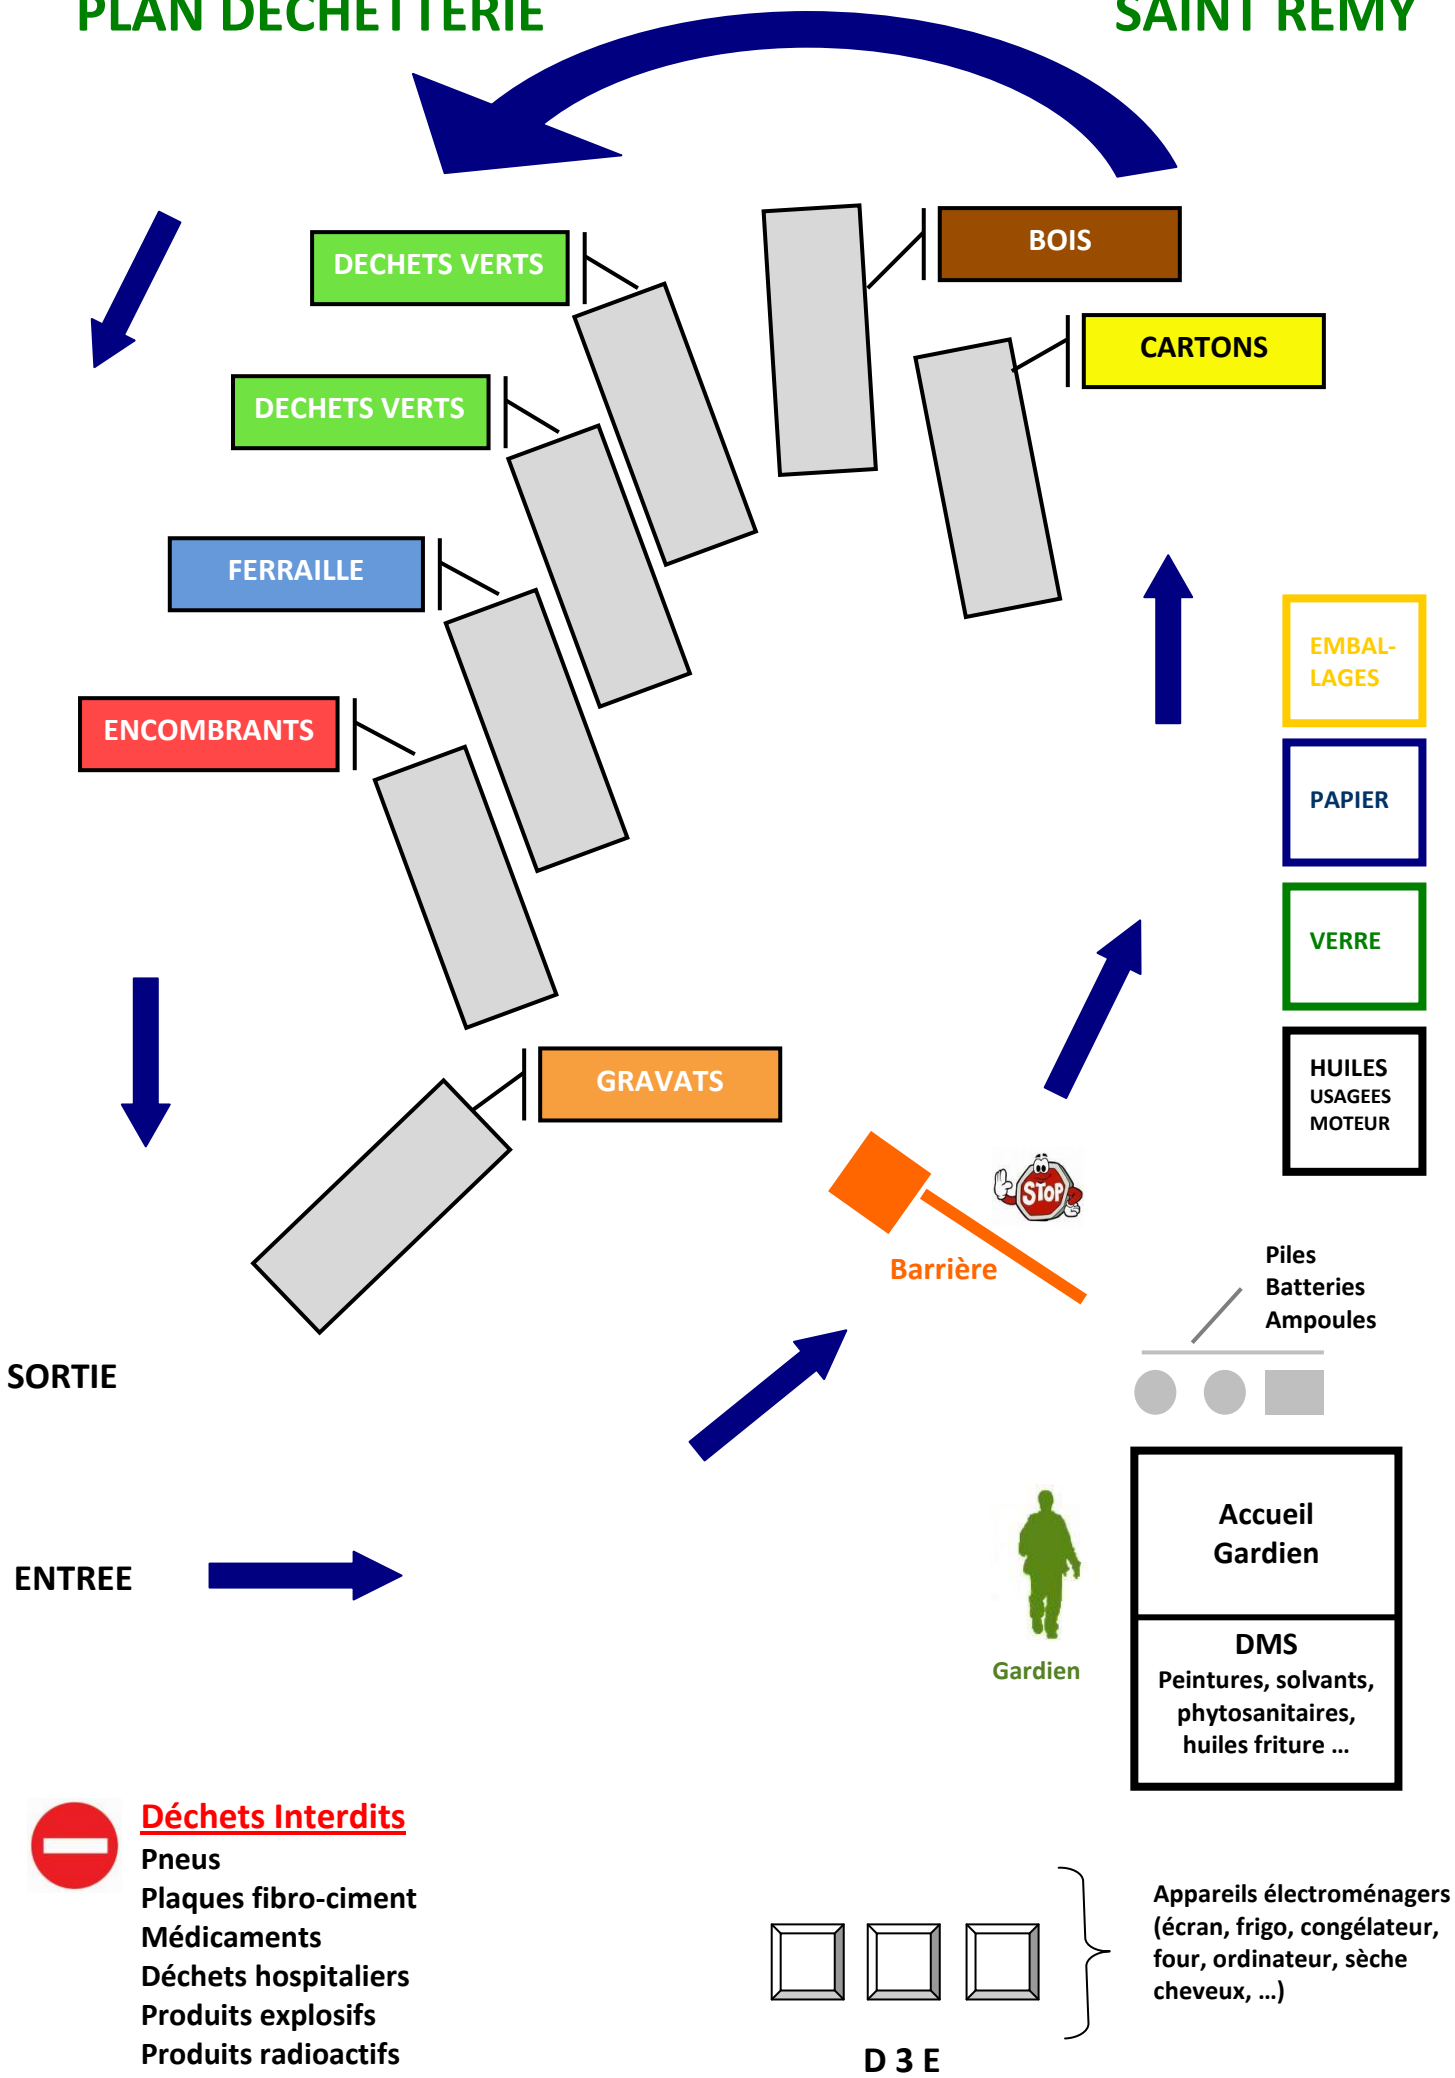 PLAN DECHETTERIE SAINT REMY
DECHETS VERTS
BOIS
CARTONS
DECHETS VERTS
FERRAILLE
EMBAL-
LAGES
ENCOMBRANTS
PAPIER
VERRE
GRAVATS
HUILES
USAGEES
MOTEUR
STOP
Barrière
Piles
Batteries
Ampoules
SORTIE
Accueil
Gardien
ENTREE
Gardien
DMS
Peintures, solvants,
phytosanitaires,
huiles friture ...
Déchets Interdits
Pneus
Plaques fibro-ciment
Médicaments
Déchets hospitaliers
Produits explosifs
Produits radioactifs
Appareils électroménagers
(écran, frigo, congélateur,
four, ordinateur, sèche
cheveux, ...)
D 3 E